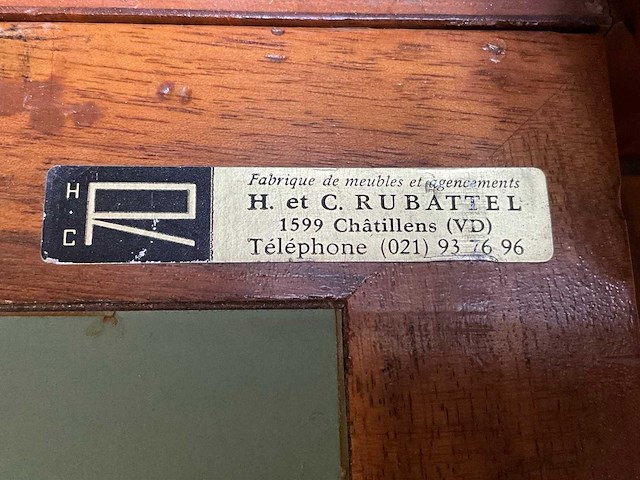 H·C
R
Fabrique de meubles et agencements
H. et C. RUBATTEL
1599 Châtillens (VD)
Téléphone (021) 93 76 96